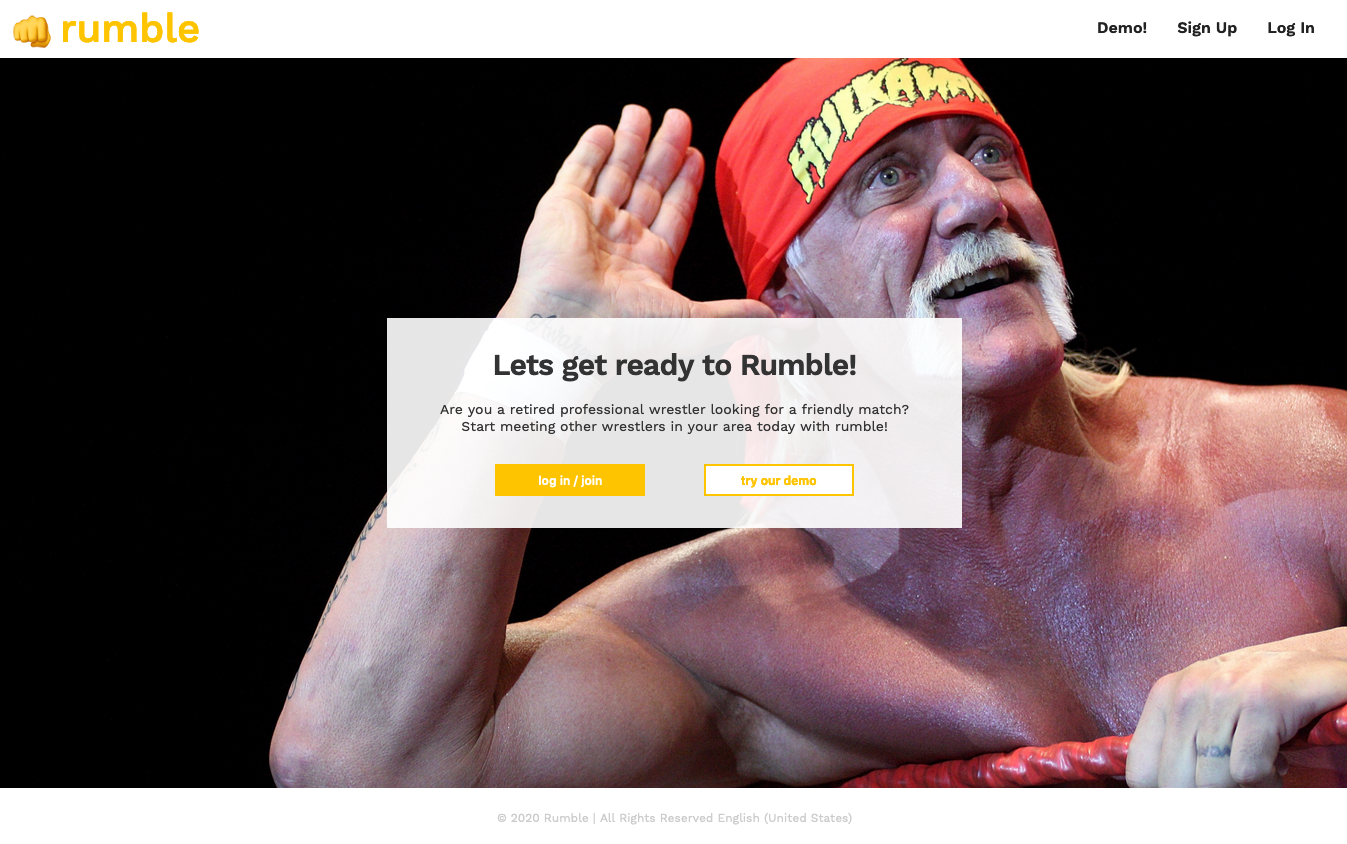 rumble
Demo! Sign Up Log In
HULKAMAN
Lets get ready to Rumble!
Are you a retired professional wrestler looking for a friendly match?
Start meeting other wrestlers in your area today with rumble!
log in / join try our demo
© 2020 Rumble | All Rights Reserved English (United States)